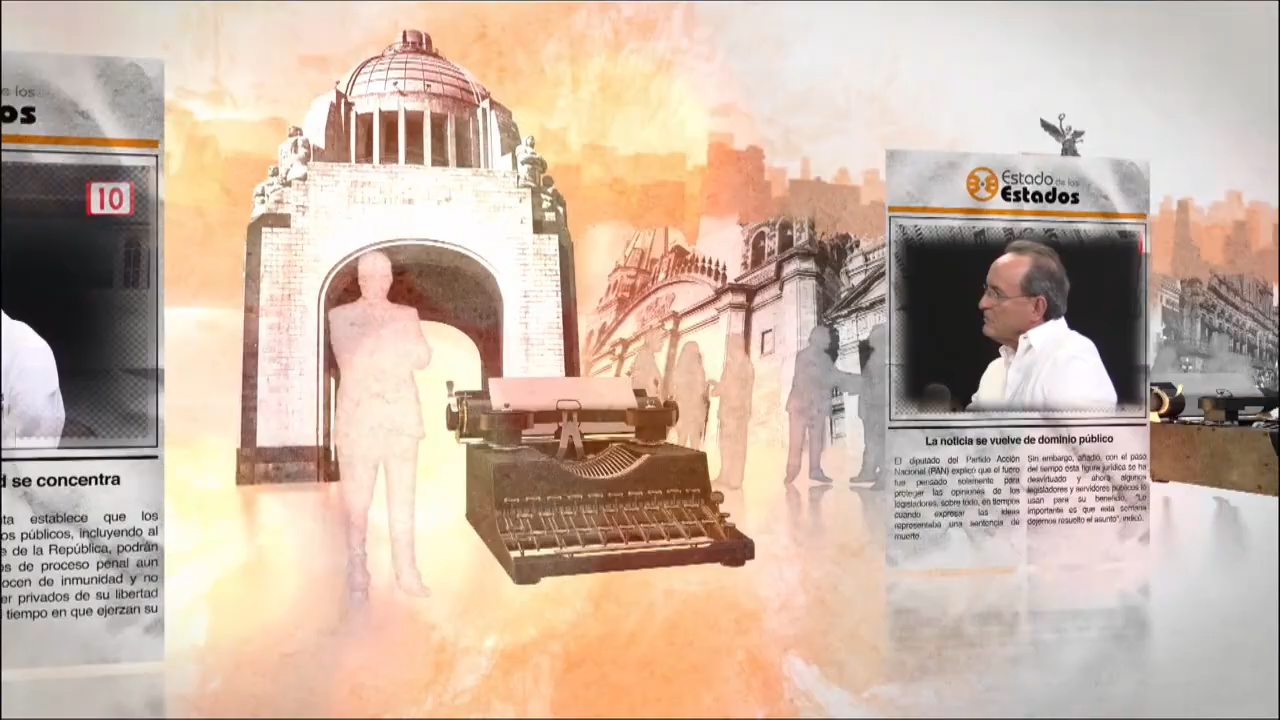 e los
os
10
d se concentra
ta establece que los
os públicos, incluyendo al
e de la República, podrán
s de proceso penal aun
ocen de inmunidad y no
er privados de su libertad
tiempo en que ejerzan su
Estado de los
Estados
La noticia se vuelve de dominio público
El diputado del Partido Acción
Nacional (PAN) explicó que el fuero
fue pensado solamente para
proteger las opiniones de los
legisladores, sobre todo, en tiempos
cuando expresar las ideas
representaba una sentencia de
muerte.
Sin embargo, añadió, con el paso
del tiempo esta figura jurídica se ha
desvirtuado y ahora algunos
legisladores y servidores públicos lo
usan para su beneficio. "Lo
importante es que esta semana
dejemos resuelto el asunto", indicó.